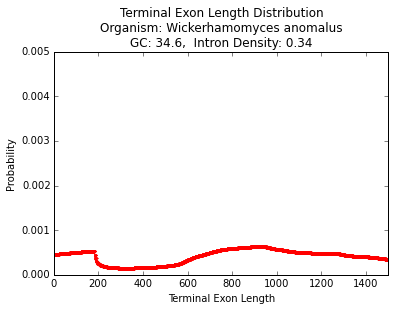 Terminal Exon Length Distribution
Organism: Wickerhamomyces anomalus
GC: 34.6,  Intron Density: 0.34
0.005
0.004
0.003
0.002
0.001
0.000
Probability
0 200 400 600 800 1000 1200 1400
Terminal Exon Length